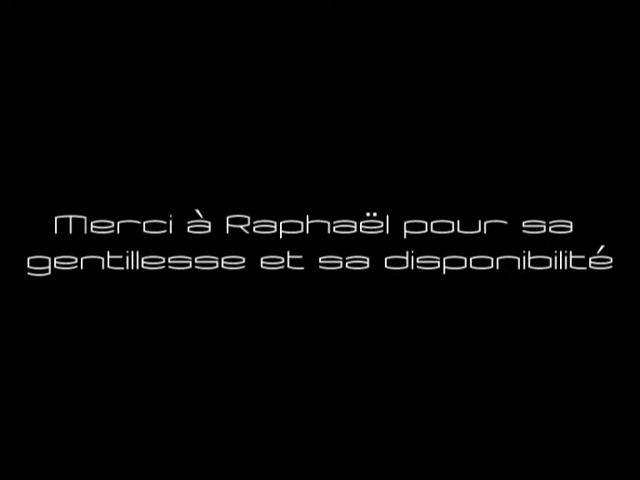 Merci à Raphaël pour sa
gentillesse et sa disponibilité